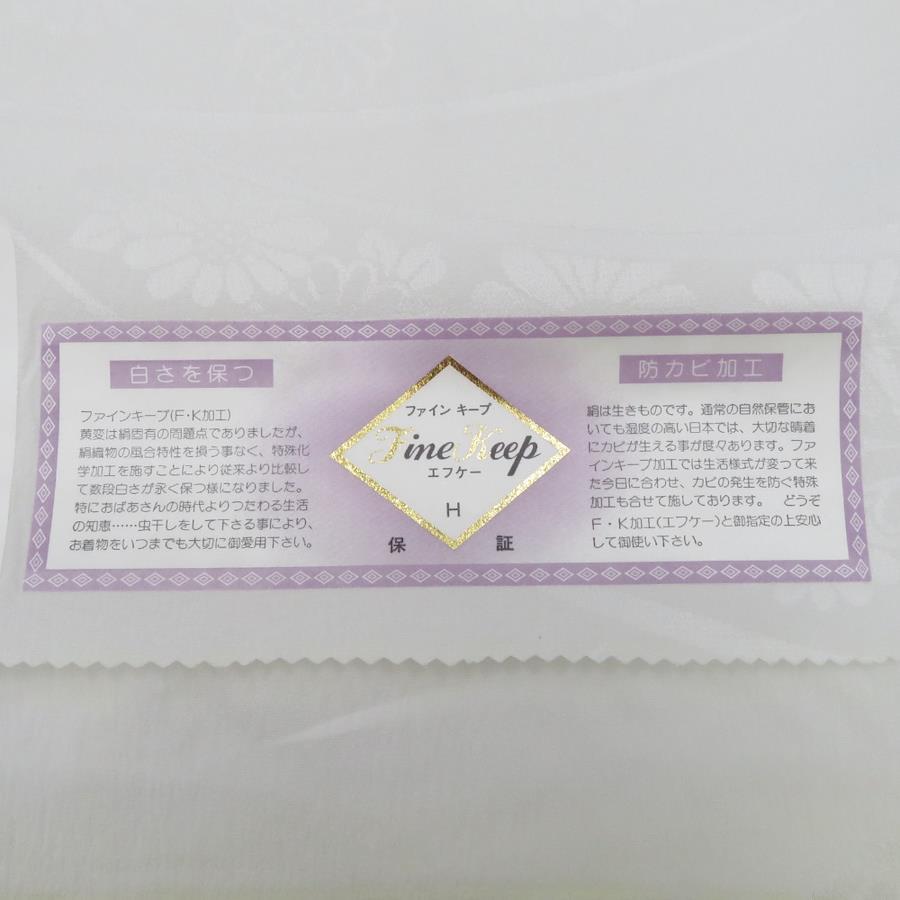 白さを保つ
ファインキープ(F・K加工)
黄変は絹固有の問題点でありましたが、
絹織物の風合特性を損う事なく、特殊化
学加工を施すことにより従来より比較し
て数段白さが永く保つ様になりました。
特におばあさんの時代よりつたわる生活
の知恵……虫干しをして下さる事により、
お着物をいつまでも大切に御愛用下さい。
ファイン キープ
Fine Keep
エフケー
H
保 証
防カビ加工
絹は生きものです。通常の自然保管にお
いても湿度の高い日本では、大切な晴着
にカビが生える事が度々あります。ファ
インキープ加工では生活様式が変って来
た今日に合わせ、カビの発生を防ぐ特殊
加工も合せて施しております。 どうぞ
F・K加工(エフケー)と御指定の上安心
して御使い下さい。